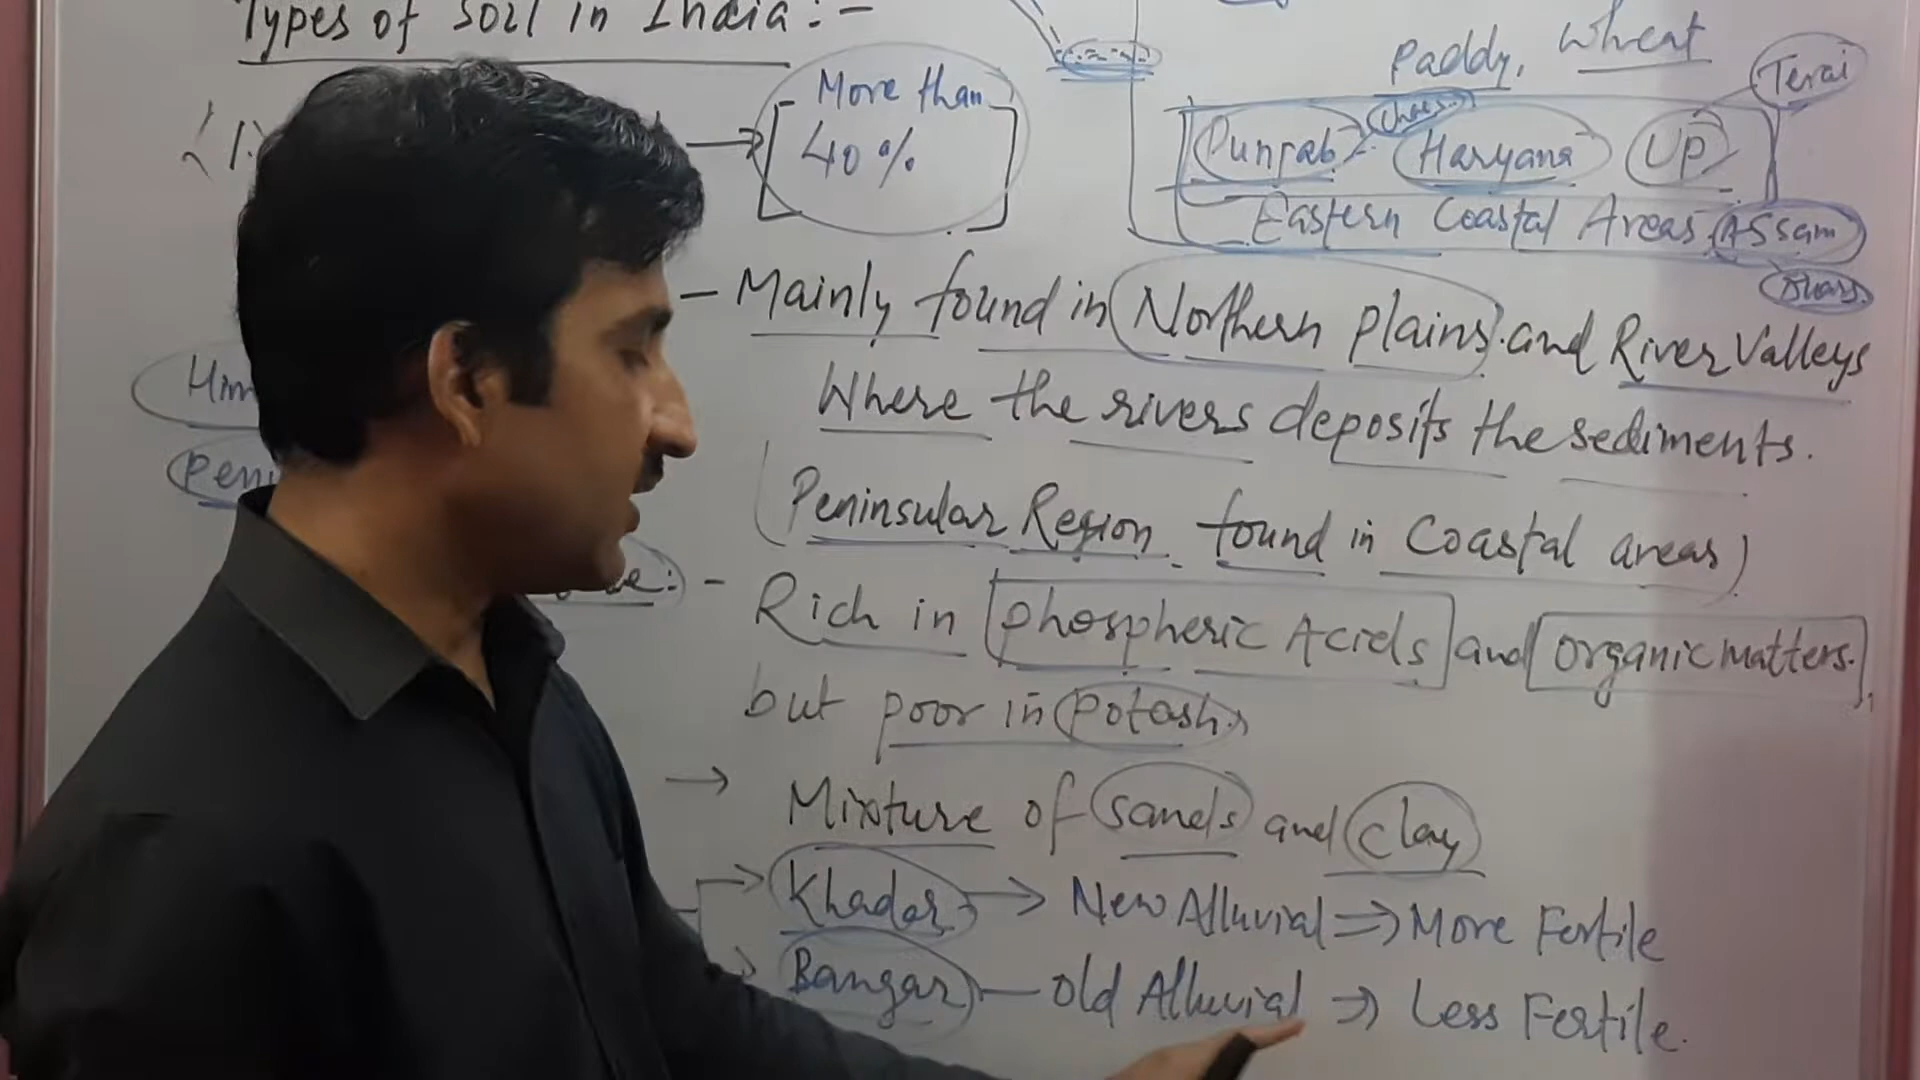 Types of Soil in India:-
(1)
More than
40%
Paddy, Wheat
Terai
Punjab - Haryana UP
Eastern Coastal Areas, Assam
- Mainly found in Northern plains. and River Valleys
Where the rivers deposits the sediments.
(Peninsular Region found in Coastal areas)
- Rich in phospheric Acids and organic matters.
but poor in Potash.
→ Mixture of sands and clay
→ Khadar → New Alluvial ⇒ More Fertile
→ Bangar — Old Alluvial ⇒ Less Fertile.